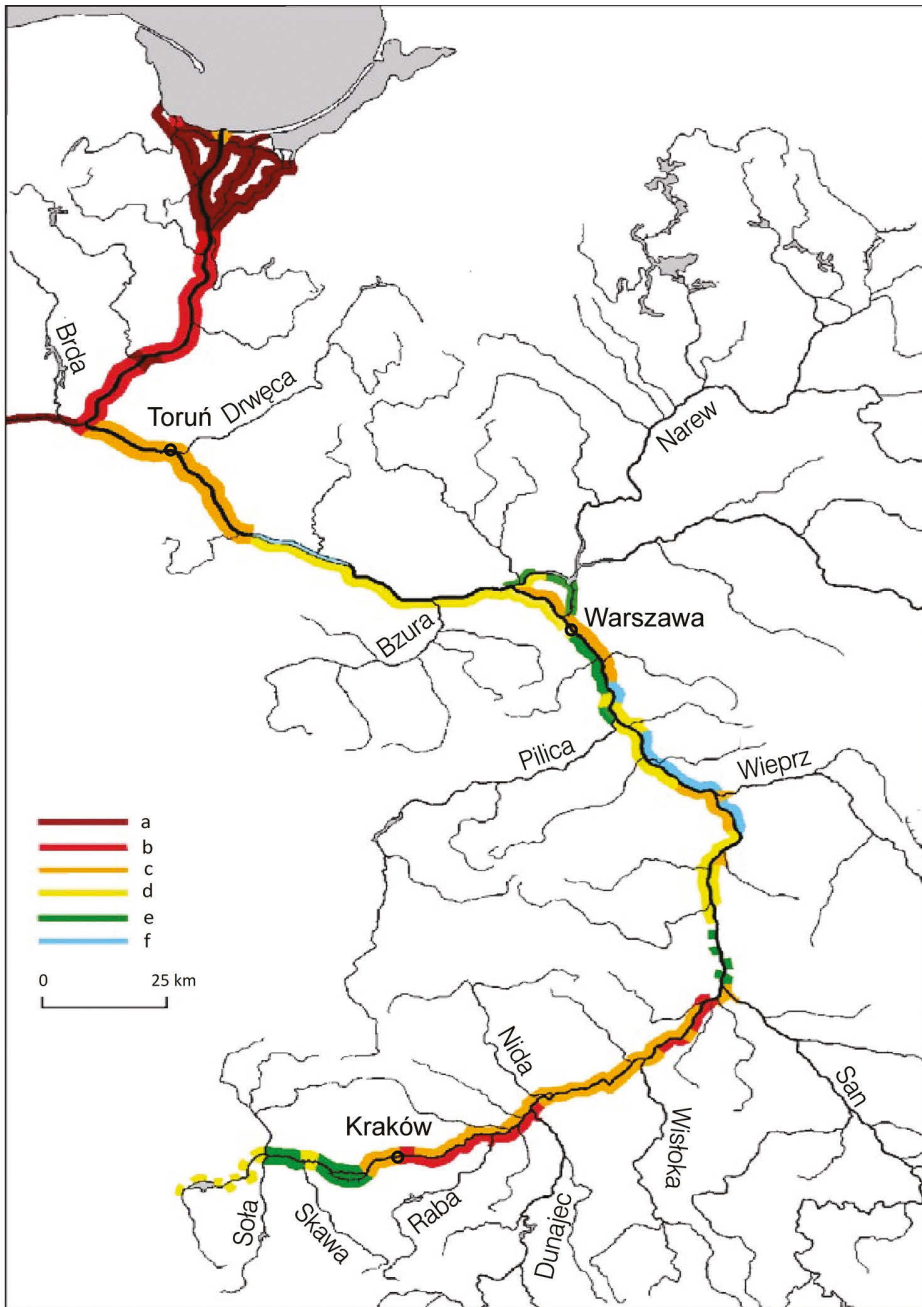 Brda
Toruń
Drwęca
Narew
Warszawa
Bzura
Pilica
Wieprz
a
b
c
d
e
f
0 25 km
Nida
San
Kraków
Wisłoka
Raba
Soła
Skawa
Dunajec